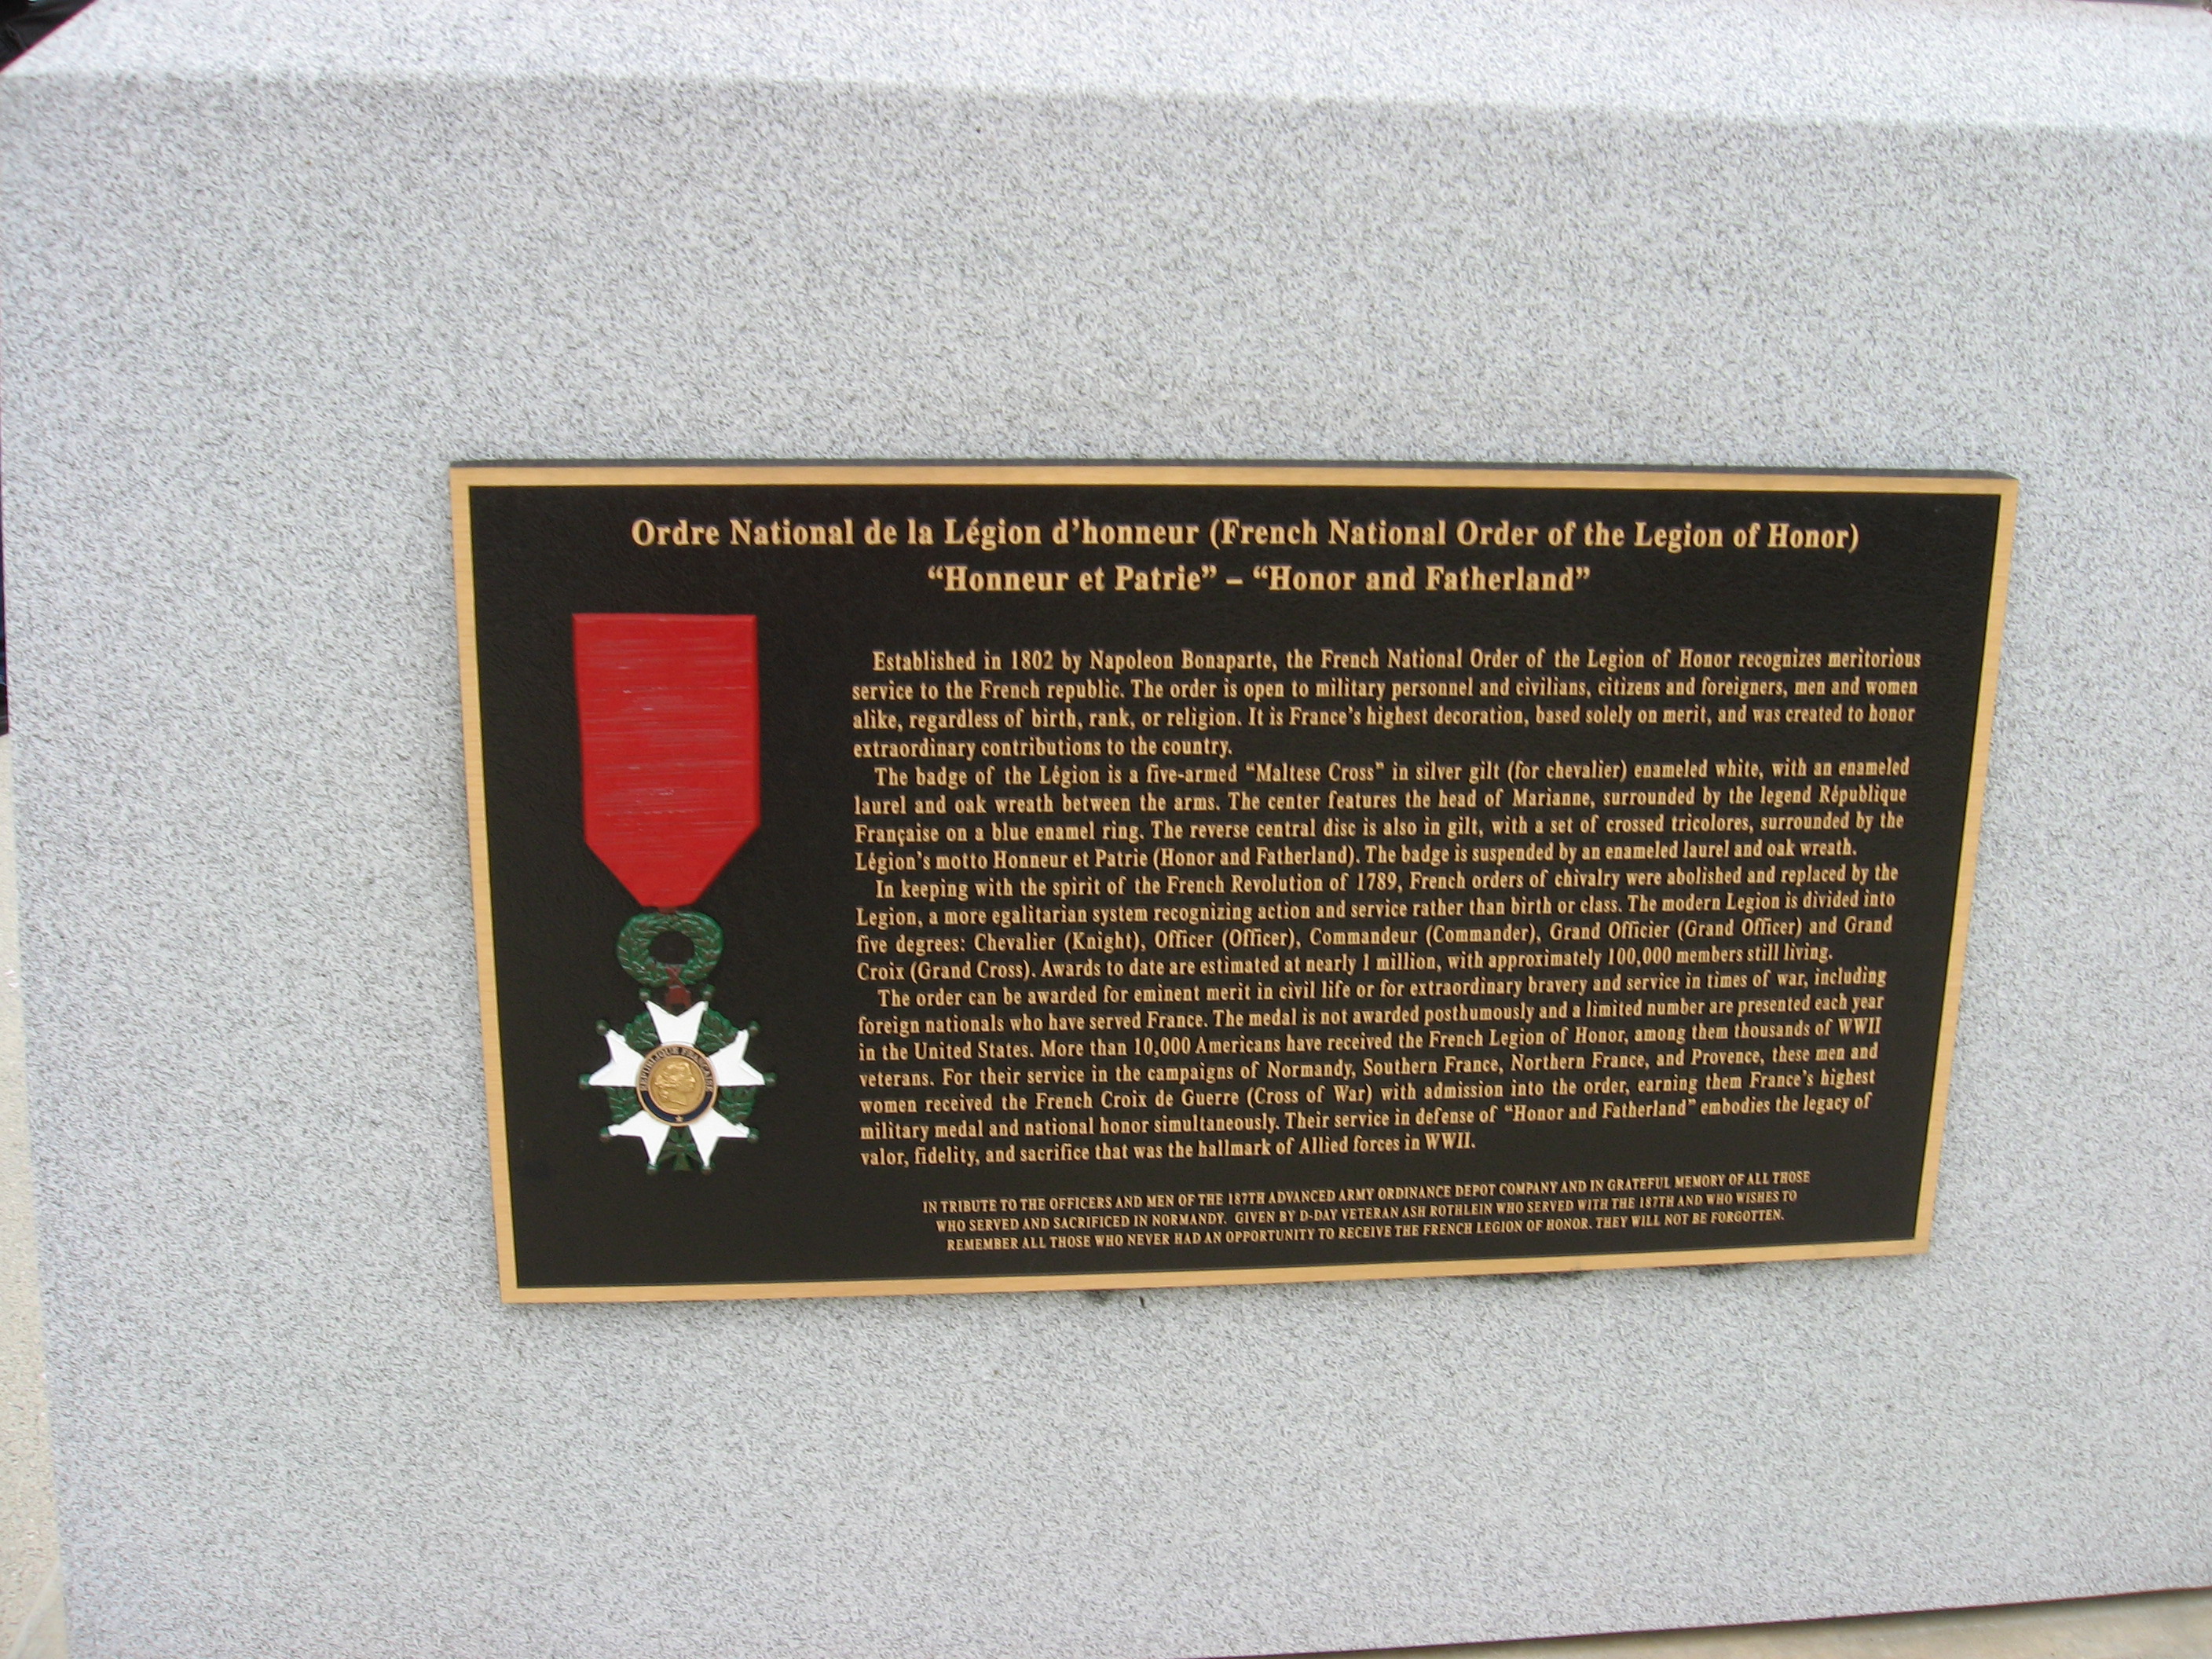 Ordre National de la Légion d'honneur (French National Order of the Legion of Honor)
“Honneur et Patrie” – “Honor and Fatherland”
Established in 1802 by Napoleon Bonaparte, the French National Order of the Legion of Honor recognizes meritorious
service to the French republic. The order is open to military personnel and civilians, citizens and foreigners, men and women
alike, regardless of birth, rank, or religion. It is France's highest decoration, based solely on merit, and was created to honor
extraordinary contributions to the country.
The badge of the Légion is a five-armed “Maltese Cross” in silver gilt (for chevalier) enameled white, with an enameled
laurel and oak wreath between the arms. The center features the head of Marianne, surrounded by the legend République
Française on a blue enamel ring. The reverse central disc is also in gilt, with a set of crossed tricolores, surrounded by the
Légion's motto Honneur et Patrie (Honor and Fatherland). The badge is suspended by an enameled laurel and oak wreath.
In keeping with the spirit of the French Revolution of 1789, French orders of chivalry were abolished and replaced by the
Legion, a more egalitarian system recognizing action and service rather than birth or class. The modern Legion is divided into
five degrees: Chevalier (Knight), Officer (Officer), Commandeur (Commander), Grand Officier (Grand Officer) and Grand
Croix (Grand Cross). Awards to date are estimated at nearly 1 million, with approximately 100,000 members still living.
The order can be awarded for eminent merit in civil life or for extraordinary bravery and service in times of war, including
foreign nationals who have served France. The medal is not awarded posthumously and a limited number are presented each year
in the United States. More than 10,000 Americans have received the French Legion of Honor, among them thousands of WWII
veterans. For their service in the campaigns of Normandy, Southern France, Northern France, and Provence, these men and
women received the French Croix de Guerre (Cross of War) with admission into the order, earning them France's highest
military medal and national honor simultaneously. Their service in defense of “Honor and Fatherland” embodies the legacy of
valor, fidelity, and sacrifice that was the hallmark of Allied forces in WWII.
REPUBLIQUE FRANÇAISE
IN TRIBUTE TO THE OFFICERS AND MEN OF THE 187TH ADVANCED ARMY ORDINANCE DEPOT COMPANY AND IN GRATEFUL MEMORY OF ALL THOSE
WHO SERVED AND SACRIFICED IN NORMANDY. GIVEN BY D-DAY VETERAN ASH ROTHLEIN WHO SERVED WITH THE 187TH AND WHO WISHES TO
REMEMBER ALL THOSE WHO NEVER HAD AN OPPORTUNITY TO RECEIVE THE FRENCH LEGION OF HONOR. THEY WILL NOT BE FORGOTTEN.